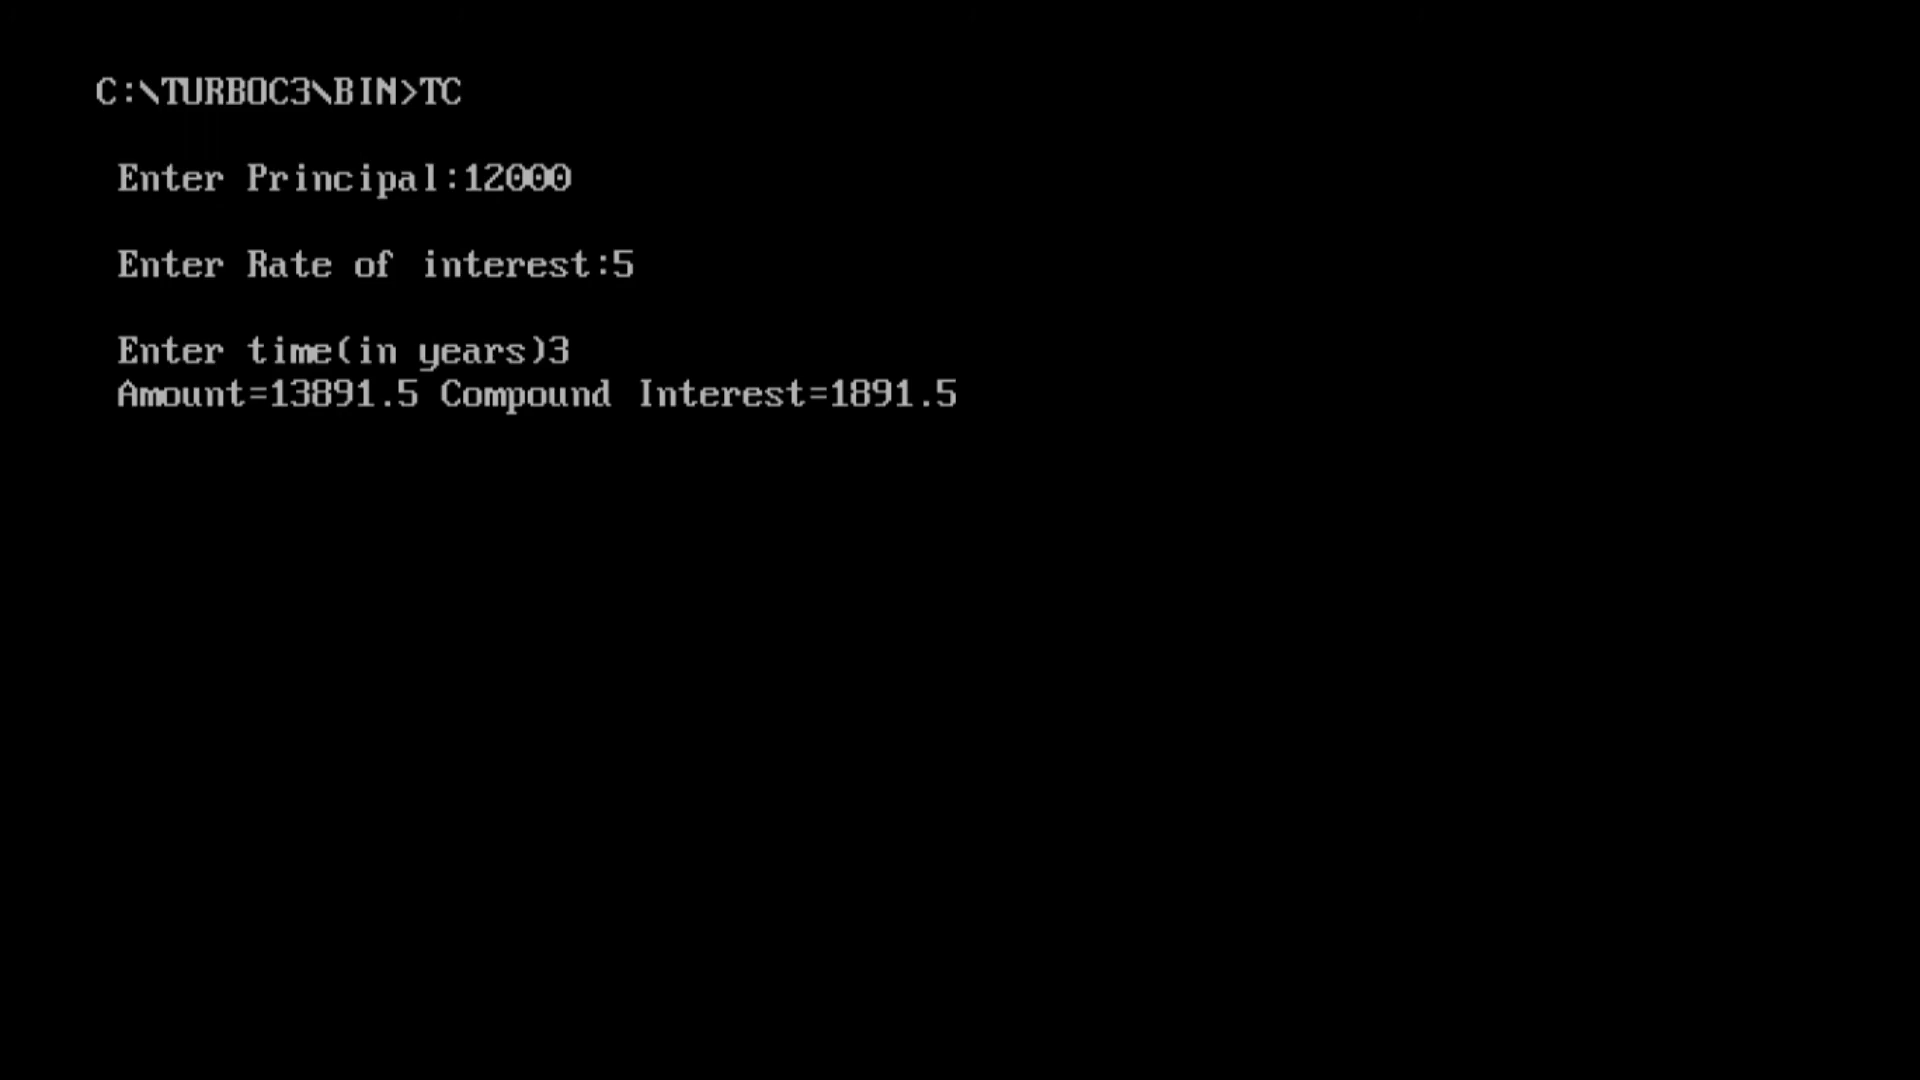 C:\TURBOC3\BIN>TC
Enter Principal:12000
Enter Rate of interest:5
Enter time(in years)3
Amount=13891.5 Compound Interest=1891.5